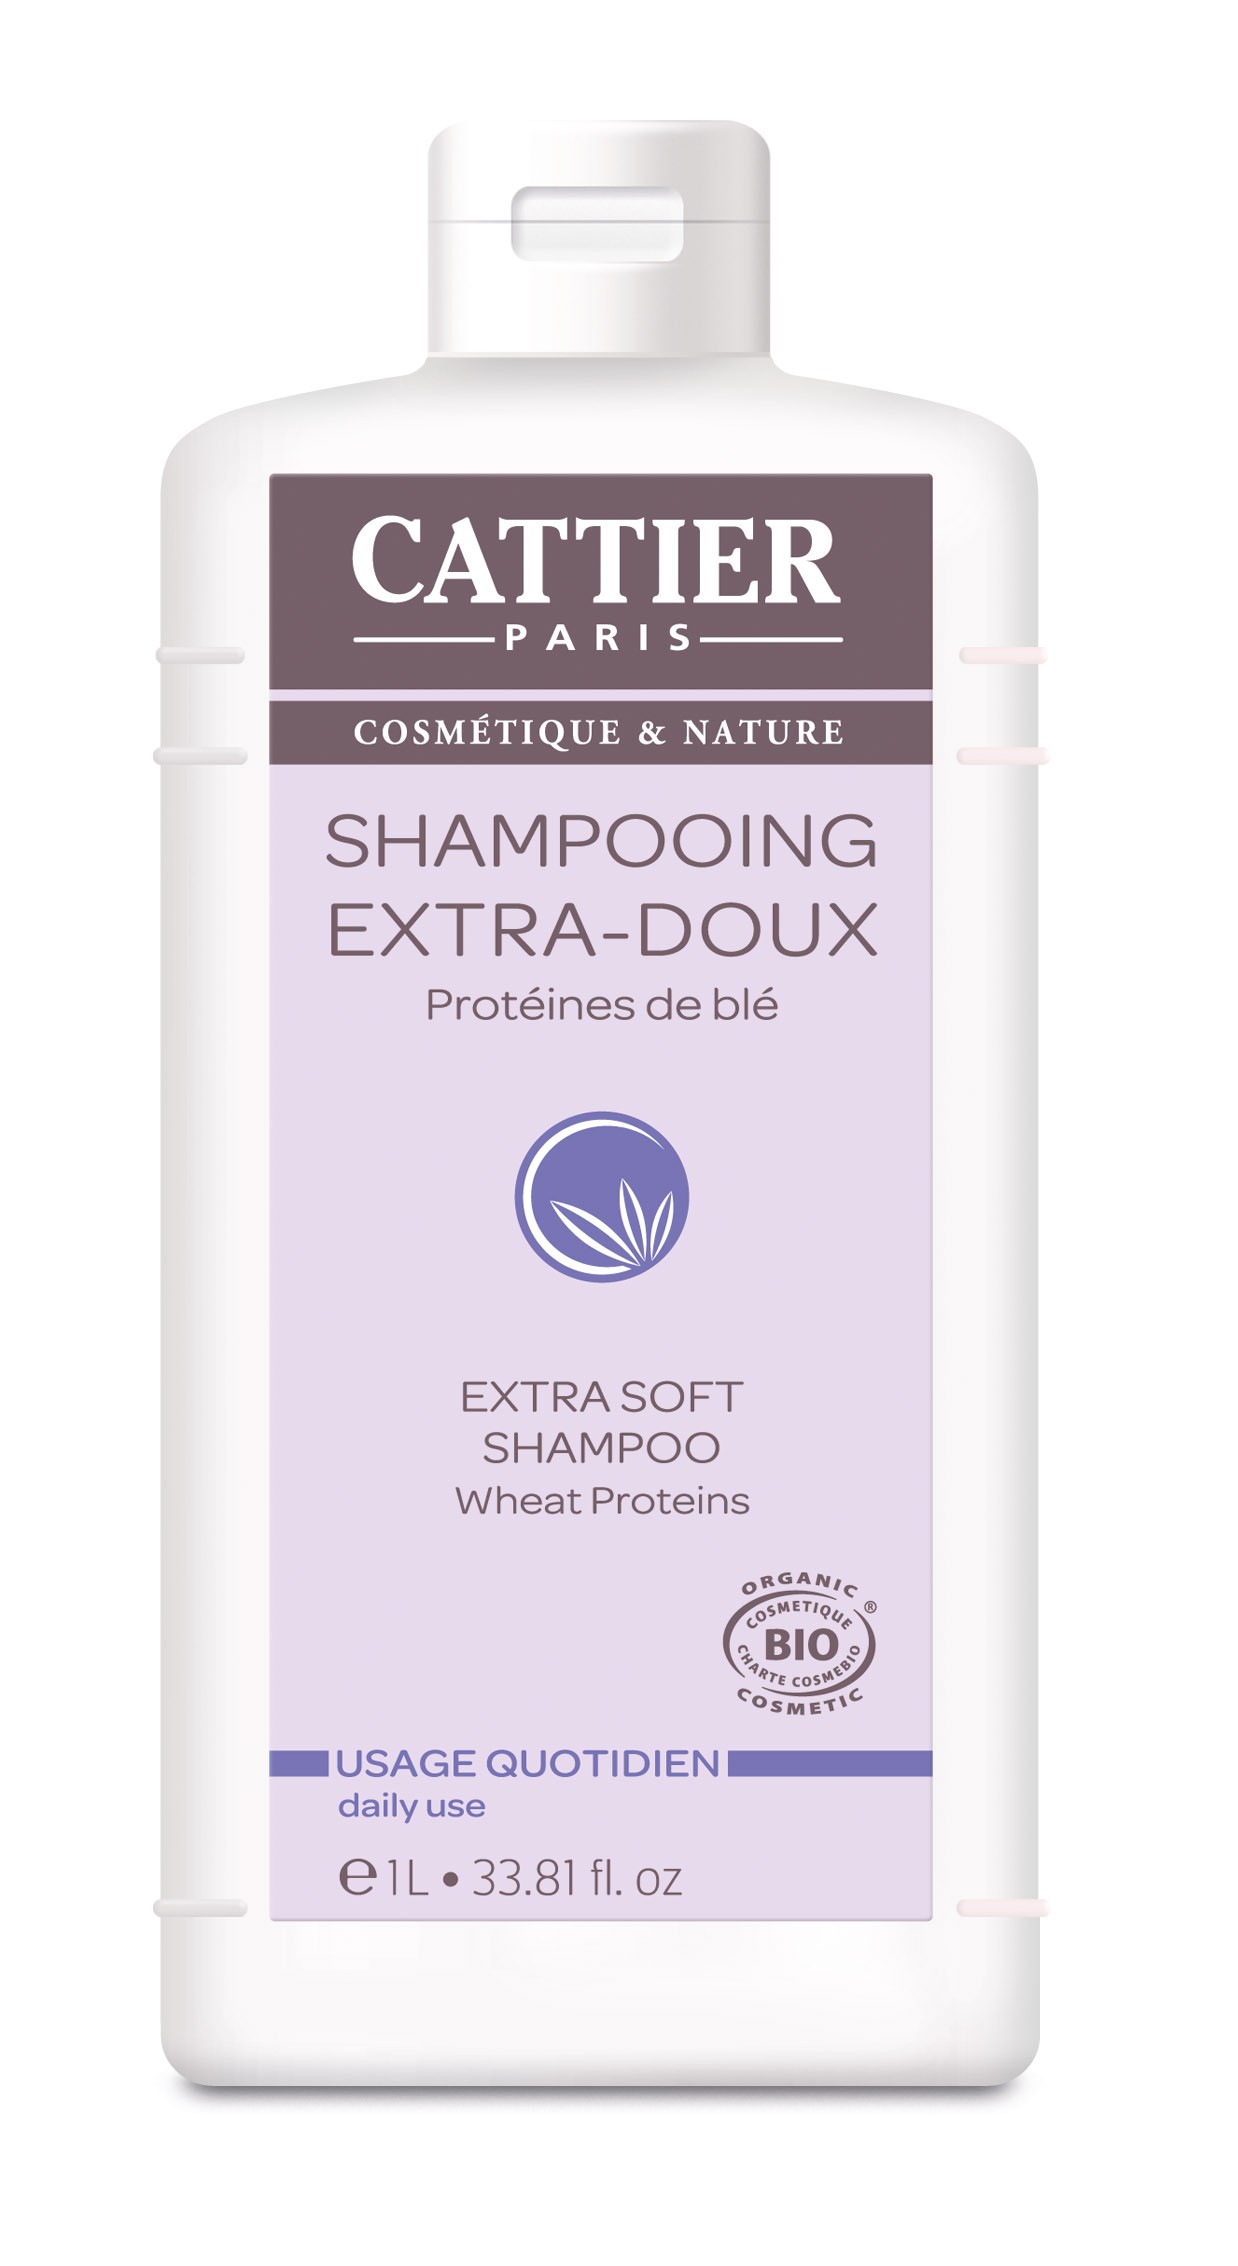 CATTIER
PARIS
COSMÉTIQUE & NATURE
SHAMPOOING
EXTRA-DOUX
Protéines de blé
EXTRA SOFT
SHAMPOO
Wheat Proteins
ORGANIC
COSMETIQUE ®
BIO
CHARTE COSMEBIO
COSMETIC
USAGE QUOTIDIEN
daily use
℮ 1L • 33.81 fl. oz